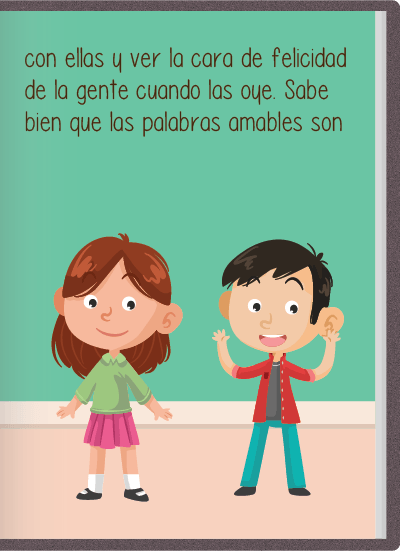 con ellas y ver la cara de felicidad
de la gente cuando las oye. Sabe
bien que las palabras amables son